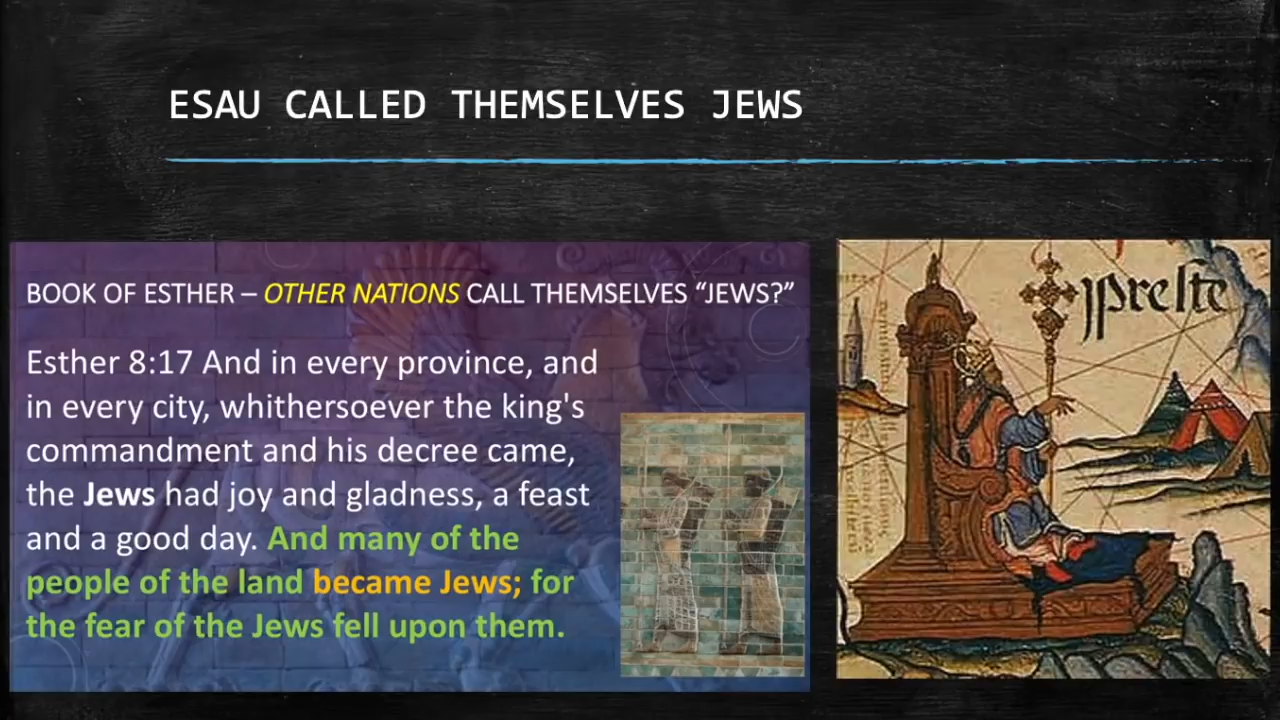 ESAU CALLED THEMSELVES JEWS
BOOK OF ESTHER – OTHER NATIONS CALL THEMSELVES “JEWS?”
Esther 8:17 And in every province, and
in every city, whithersoever the king's
commandment and his decree came,
the Jews had joy and gladness, a feast
and a good day. And many of the
people of the land became Jews; for
the fear of the Jews fell upon them.
preste